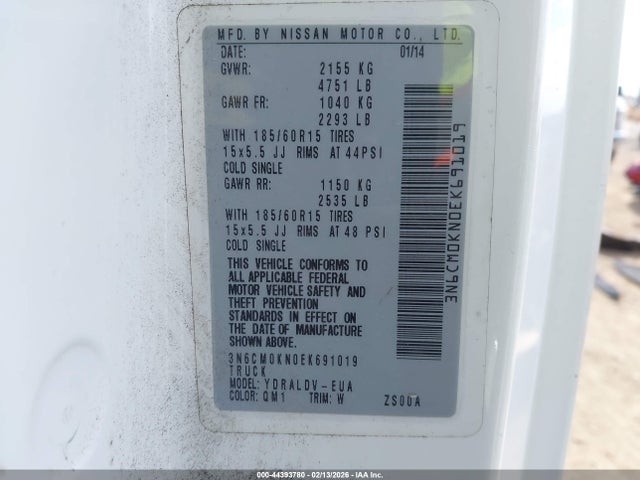 MFD. BY NISSAN MOTOR CO., LTD.
DATE: 01/14
GVWR: 2155 KG
4751 LB
GAWR FR: 1040 KG
2293 LB
WITH 185/60R15 TIRES
15x5.5 JJ RIMS AT 44PSI
COLD SINGLE
GAWR RR: 1150 KG
2535 LB
WITH 185/60R15 TIRES
15x5.5 JJ RIMS AT 48 PSI
COLD SINGLE
THIS VEHICLE CONFORMS TO
ALL APPLICABLE FEDERAL
MOTOR VEHICLE SAFETY AND
THEFT PREVENTION
STANDARDS IN EFFECT ON
THE DATE OF MANUFACTURE
SHOWN ABOVE.
3N6CM0KN0EK691019
TRUCK
MODEL: YDRALDV-EUA
COLOR: QM1 TRIM: W ZS00A
3N6CM0KN0EK691019
000-44393780 - 02/13/2026 - IAA Inc.